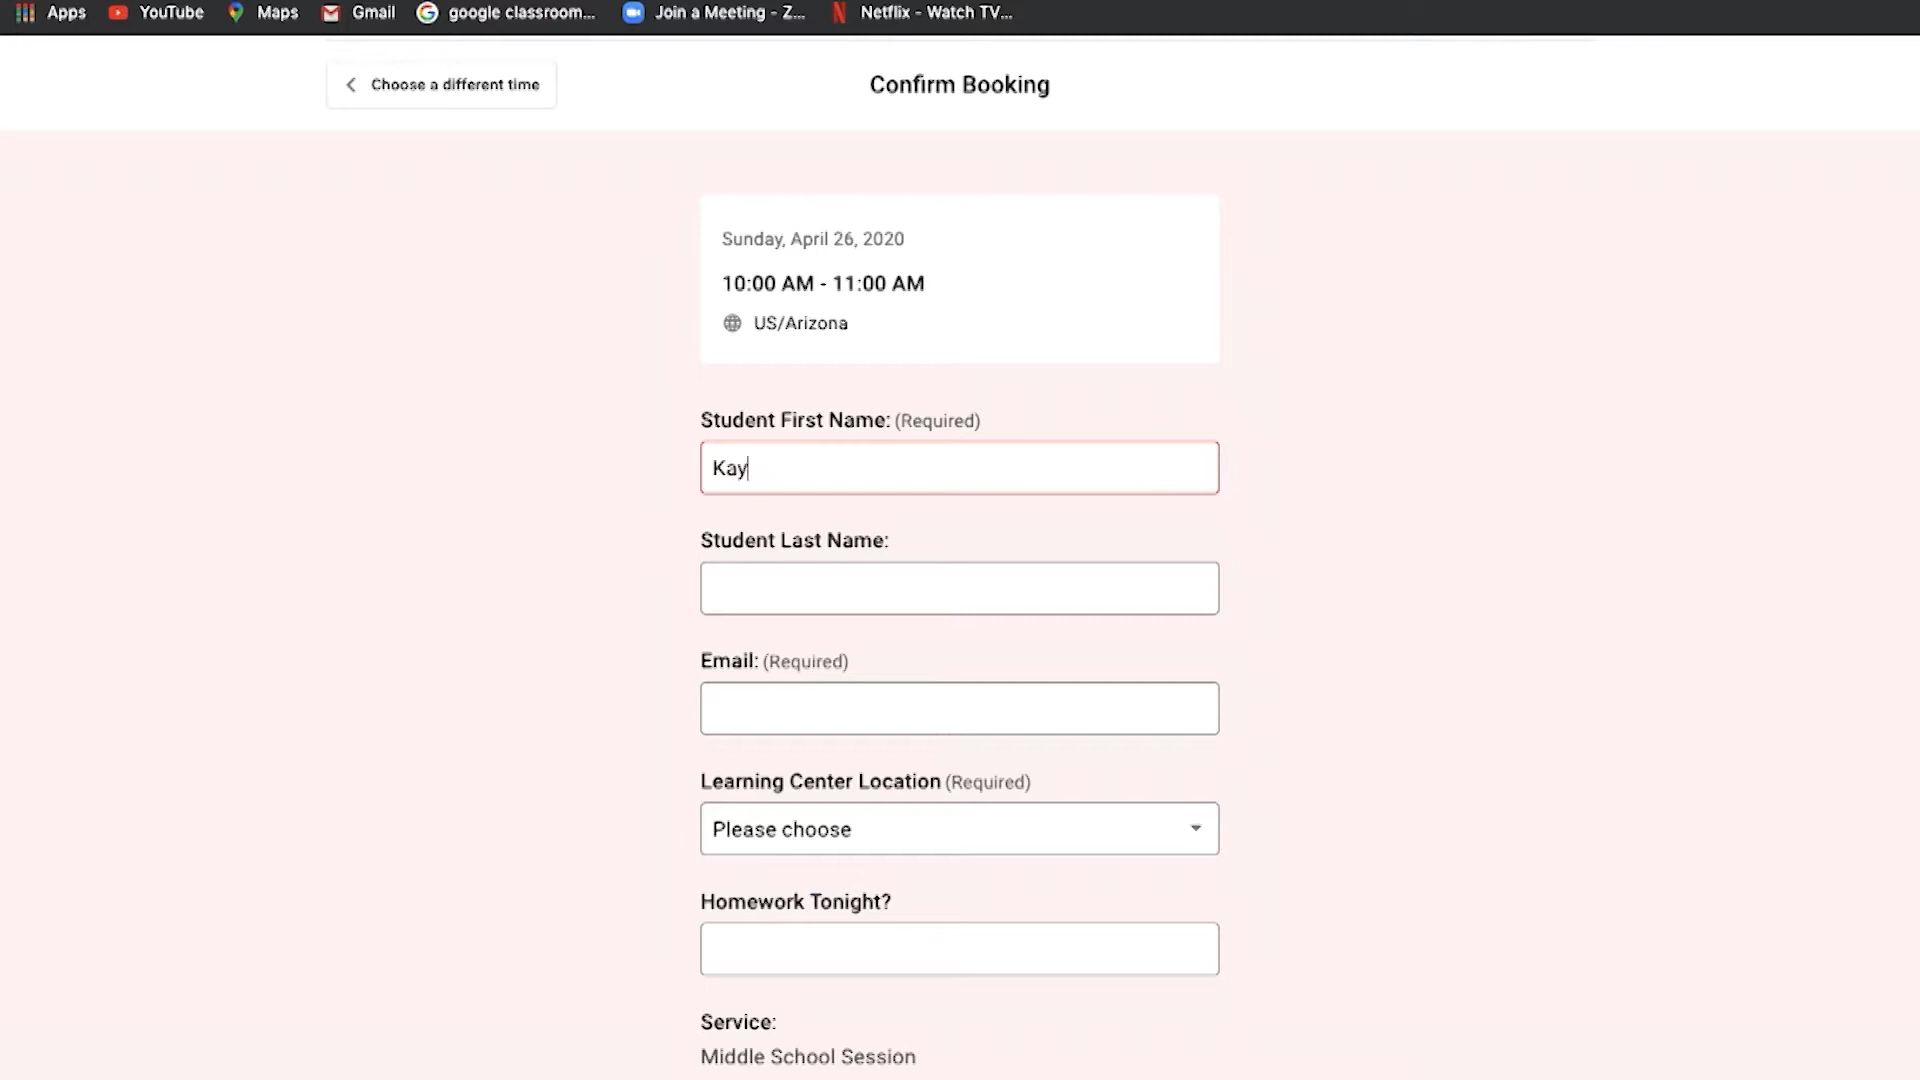 Apps YouTube Maps Gmail google classroom... Join a Meeting - Z... Netflix - Watch TV...
Choose a different time Confirm Booking
Sunday, April 26, 2020
10:00 AM - 11:00 AM
US/Arizona
Student First Name: (Required)
Kay
Student Last Name:
Email: (Required)
Learning Center Location (Required)
Please choose
Homework Tonight?
Service:
Middle School Session